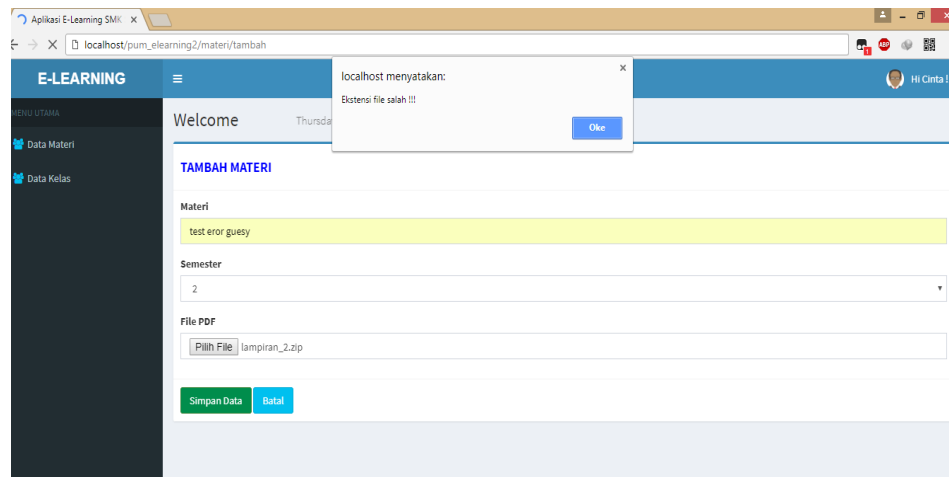 Aplikasi E-Learning SMK
localhost/pum_elearning2/materi/tambah
ABP
E-LEARNING
Hi Cinta !
localhost menyatakan:
Ekstensi file salah !!!
Oke
MENU UTAMA
Data Materi
Data Kelas
Welcome
Thursda
TAMBAH MATERI
Materi
test eror guesy
Semester
2
File PDF
Pilih File lampiran_2.zip
Simpan Data Batal